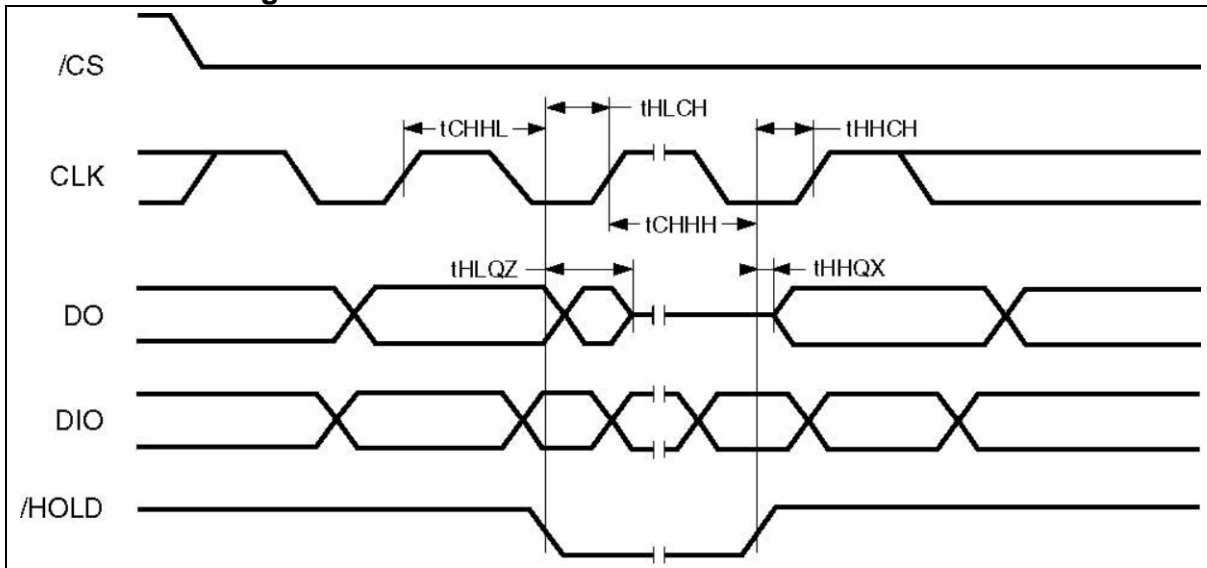 /CS
tHLCH
tHHCH
tCHHL
CLK
tCHHH
tHLQZ
tHHQX
DO
DIO
/HOLD